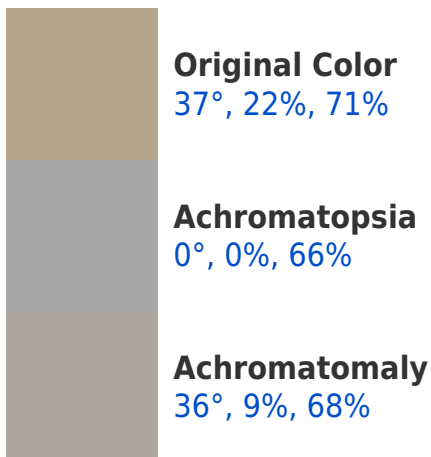 Original Color
37°, 22%, 71%
Achromatopsia
0°, 0%, 66%
Achromatomaly
36°, 9%, 68%